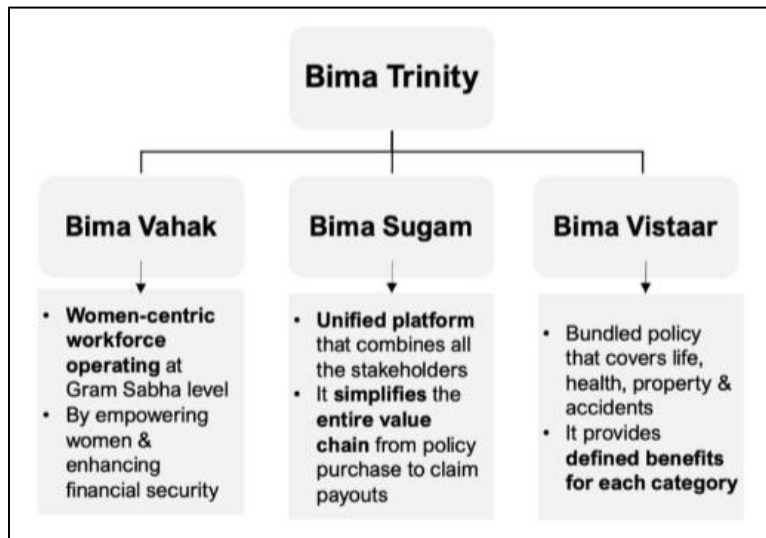 Bima Trinity
Bima Vahak
• Women-centric
workforce
operating at
Gram Sabha level
• By empowering
women &
enhancing
financial security
Bima Sugam
• Unified platform
that combines all
the stakeholders
• It simplifies the
entire value
chain from policy
purchase to claim
payouts
Bima Vistaar
• Bundled policy
that covers life,
health, property &
accidents
• It provides
defined benefits
for each category